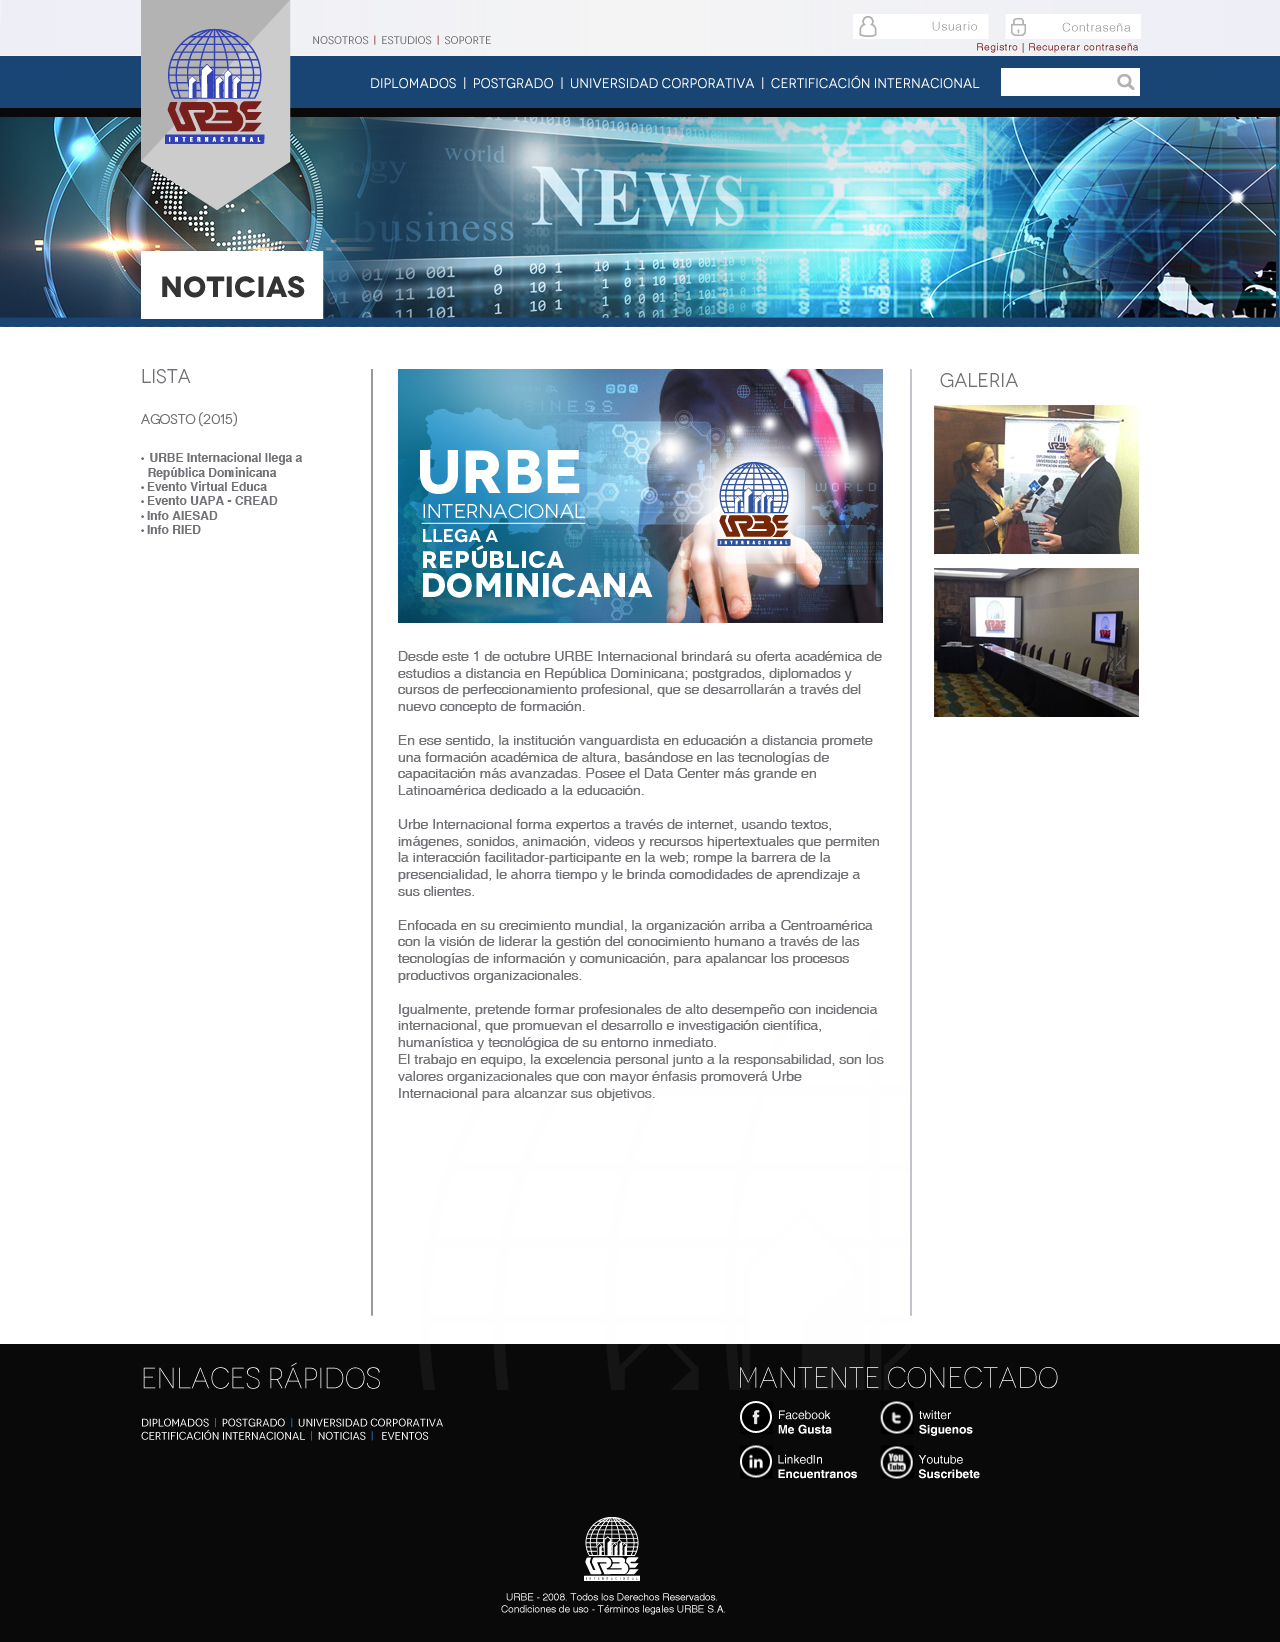 NOSOTROS | ESTUDIOS | SOPORTE
Usuario
Contraseña
Registro | Recuperar contraseña
DIPLOMADOS | POSTGRADO | UNIVERSIDAD CORPORATIVA | CERTIFICACIÓN INTERNACIONAL
URBE
INTERNACIONAL
world
NEWS
business
NOTICIAS
LISTA
AGOSTO (2015)
• URBE Internacional llega a
República Dominicana
• Evento Virtual Educa
• Evento UAPA - CREAD
• Info AIESAD
• Info RIED
URBE
INTERNACIONAL
LLEGA A
REPÚBLICA
DOMINICANA
WORLD
URBE
INTERNACIONAL
Desde este 1 de octubre URBE Internacional brindará su oferta académica de
estudios a distancia en República Dominicana; postgrados, diplomados y
cursos de perfeccionamiento profesional, que se desarrollarán a través del
nuevo concepto de formación.
En ese sentido, la institución vanguardista en educación a distancia promete
una formación académica de altura, basándose en las tecnologías de
capacitación más avanzadas. Posee el Data Center más grande en
Latinoamérica dedicado a la educación.
Urbe Internacional forma expertos a través de internet, usando textos,
imágenes, sonidos, animación, videos y recursos hipertextuales que permiten
la interacción facilitador-participante en la web; rompe la barrera de la
presencialidad, le ahorra tiempo y le brinda comodidades de aprendizaje a
sus clientes.
Enfocada en su crecimiento mundial, la organización arriba a Centroamérica
con la visión de liderar la gestión del conocimiento humano a través de las
tecnologías de información y comunicación, para apalancar los procesos
productivos organizacionales.
Igualmente, pretende formar profesionales de alto desempeño con incidencia
internacional, que promuevan el desarrollo e investigación científica,
humanística y tecnológica de su entorno inmediato.
El trabajo en equipo, la excelencia personal junto a la responsabilidad, son los
valores organizacionales que con mayor énfasis promoverá Urbe
Internacional para alcanzar sus objetivos.
GALERIA
ENLACES RÁPIDOS
DIPLOMADOS | POSTGRADO | UNIVERSIDAD CORPORATIVA
CERTIFICACIÓN INTERNACIONAL | NOTICIAS | EVENTOS
MANTENTE CONECTADO
Facebook
Me Gusta
twitter
Siguenos
LinkedIn
Encuentranos
Youtube
Suscribete
URBE
INTERNACIONAL
URBE - 2008. Todos los Derechos Reservados.
Condiciones de uso - Términos legales URBE S.A.